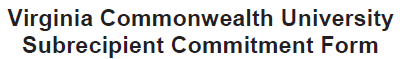 Virginia Commonwealth University
Subrecipient Commitment Form